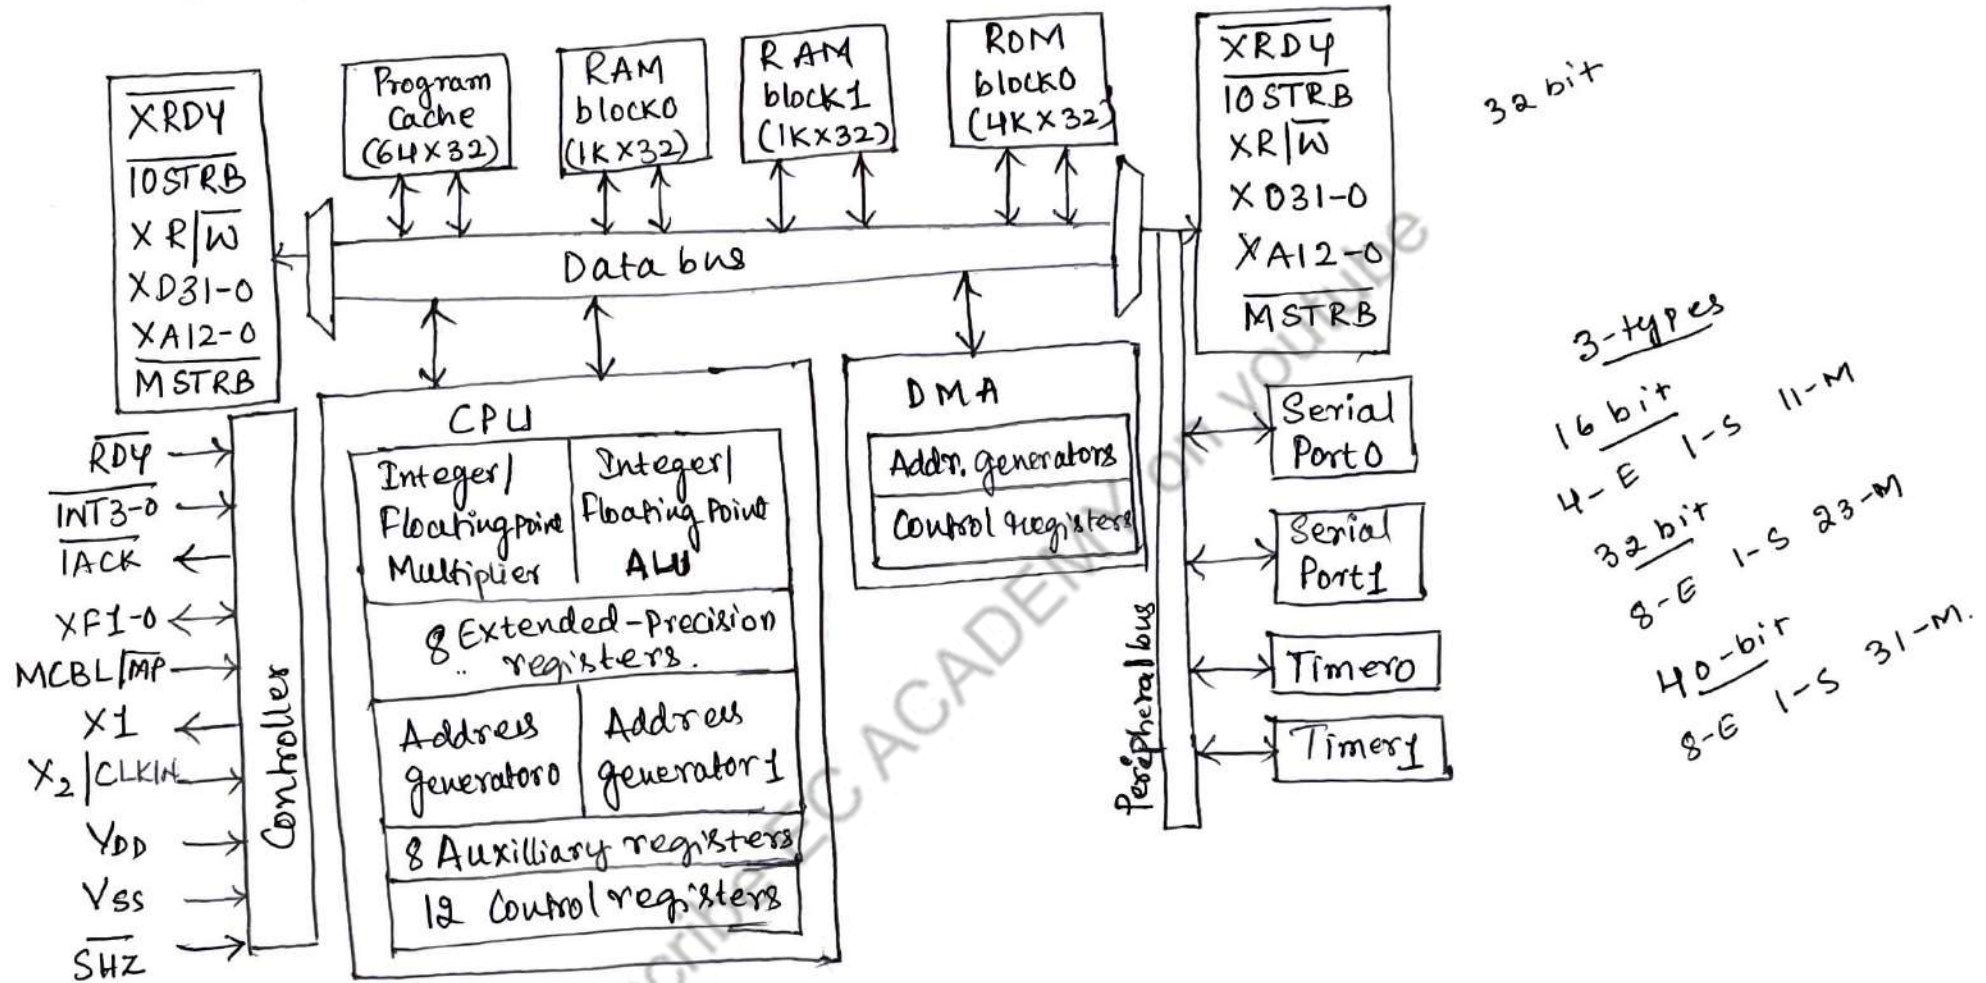 XRDY
IOSTRB
XR/W
XD31-0
XA12-0
MSTRB
Program
Cache
(64X32)
RAM
block0
(1KX32)
RAM
block1
(1KX32)
ROM
block0
(4KX32)
XRDY
IOSTRB
XR/W
XD31-0
XA12-0
MSTRB
32 bit
Data bus
RDY
INT3-0
IACK
XF1-0
MCBL/MP
X1
X2/CLKIN
VDD
VSS
SHZ
Controller
CPU
Integer/
Floating point
Multiplier
Integer/
Floating Point
ALU
8 Extended-Precision
registers.
Address
generator0
Address
generator1
8 Auxilliary registers
12 Control registers
DMA
Addr. generators
Control registers
Peripheral bus
Serial
Port0
Serial
Port1
Timer0
Timer1
3-types
16 bit
4-E 1-S 11-M
32 bit
8-E 1-S 23-M
40-bit
8-E 1-S 31-M.
cribe EC ACADEMY on youtube